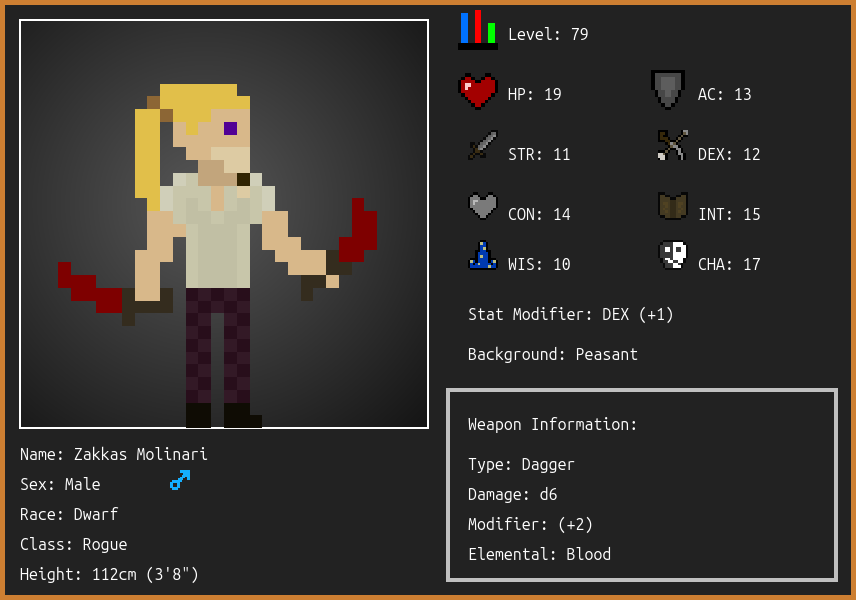 Level: 79
HP: 19
AC: 13
STR: 11
DEX: 12
CON: 14
INT: 15
WIS: 10
CHA: 17
Stat Modifier: DEX (+1)
Background: Peasant
Name: Zakkas Molinari
Sex: Male
Race: Dwarf
Class: Rogue
Height: 112cm (3'8")
Weapon Information:
Type: Dagger
Damage: d6
Modifier: (+2)
Elemental: Blood